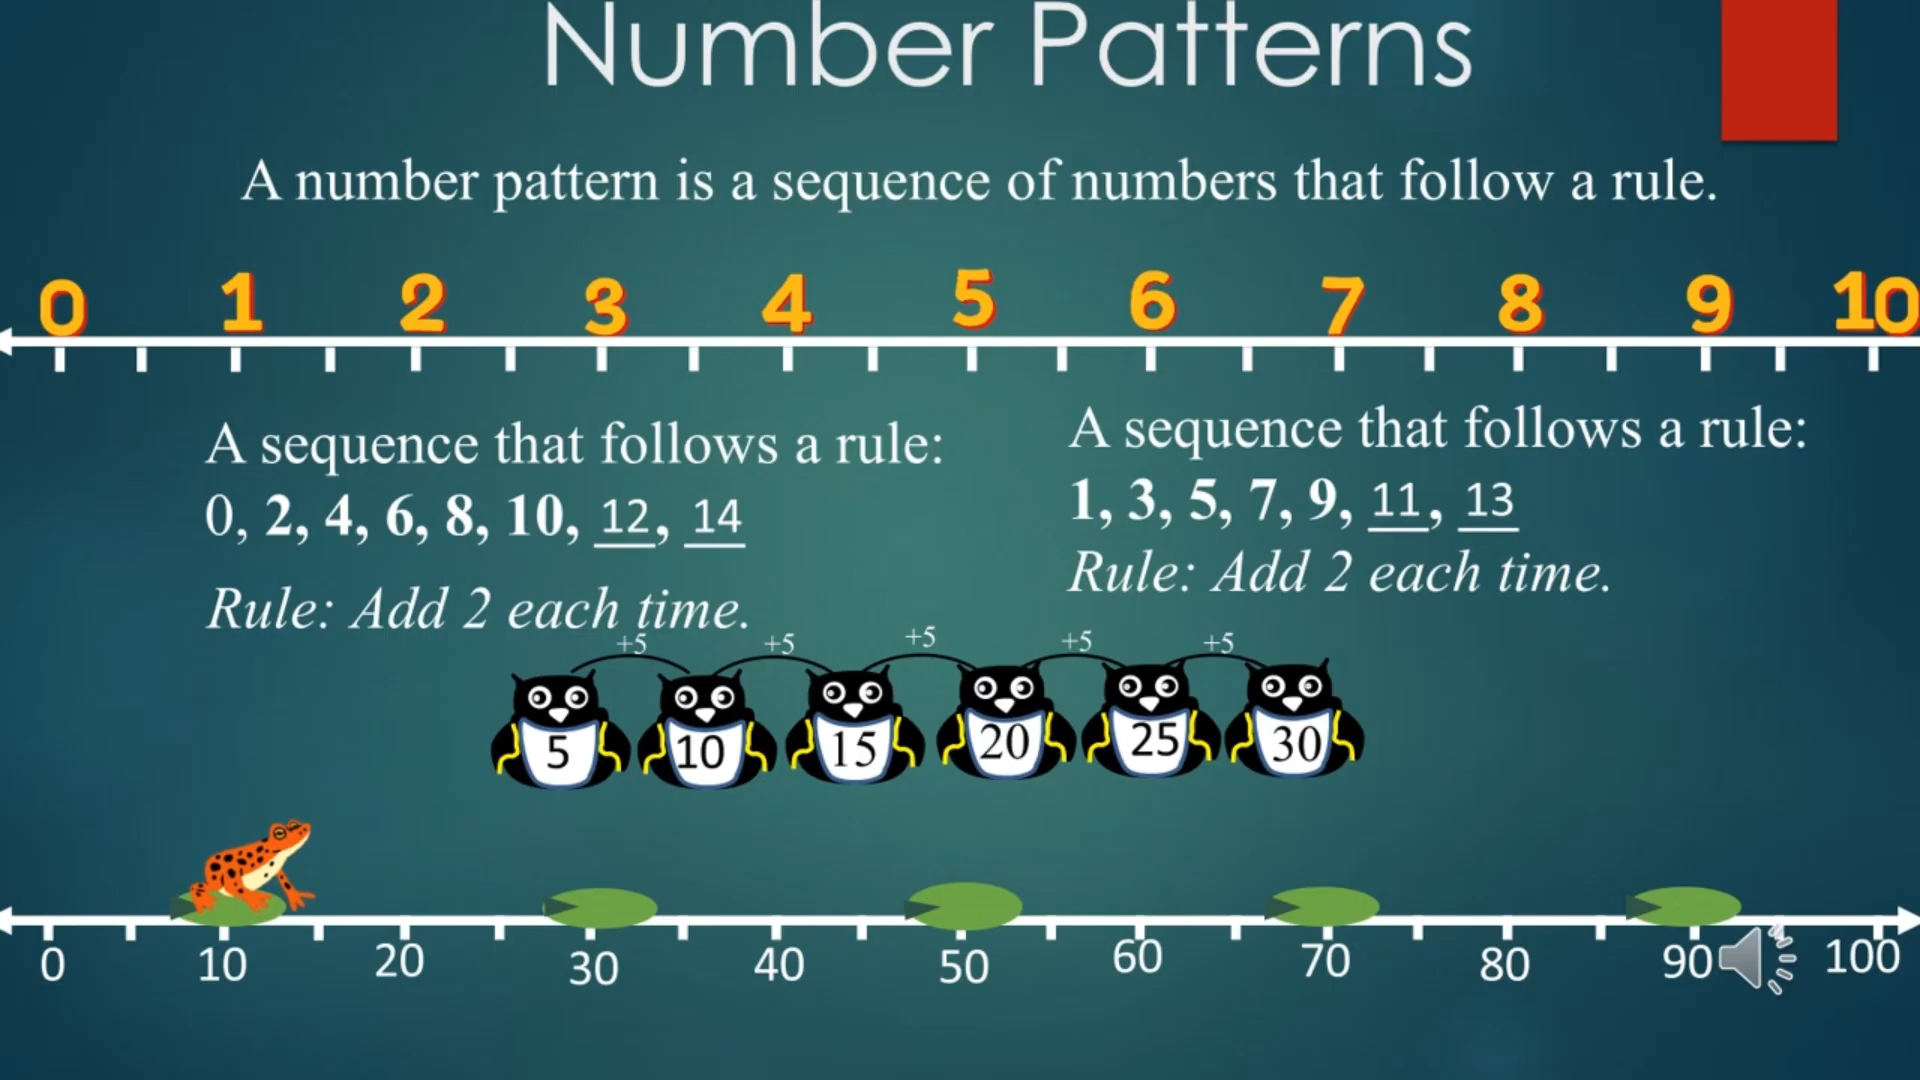 Number Patterns
A number pattern is a sequence of numbers that follow a rule.
0 1 2 3 4 5 6 7 8 9 10
A sequence that follows a rule:
0, 2, 4, 6, 8, 10, 12, 14
Rule: Add 2 each time.
A sequence that follows a rule:
1, 3, 5, 7, 9, 11, 13
Rule: Add 2 each time.
+5 +5 +5 +5 +5
5 10 15 20 25 30
0 10 20 30 40 50 60 70 80 90 100